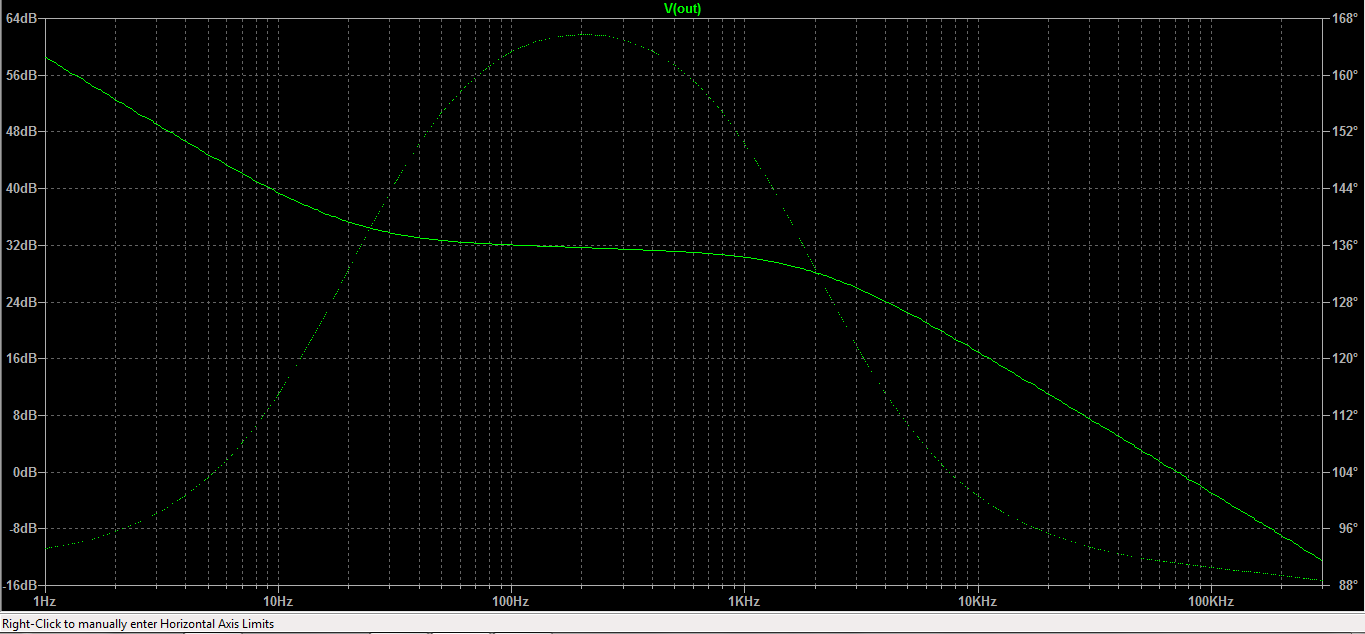 V(out)
64dB 168°
56dB 160°
48dB 152°
40dB 144°
32dB 136°
24dB 128°
16dB 120°
8dB 112°
0dB 104°
-8dB 96°
-16dB 88°
1Hz 10Hz 100Hz 1KHz 10KHz 100KHz
Right-Click to manually enter Horizontal Axis Limits